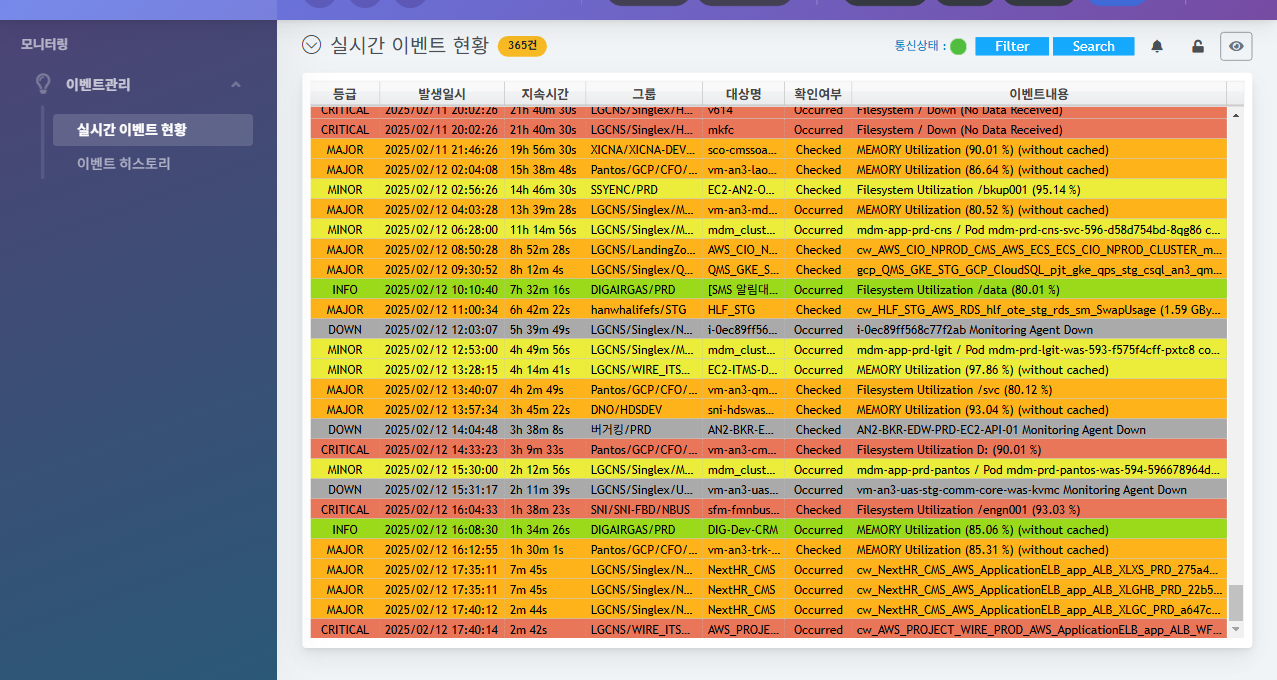 모니터링
이벤트관리
실시간 이벤트 현황
이벤트 히스토리
실시간 이벤트 현황 365건
통신상태 : Filter Search
등급 발생일시 지속시간 그룹 대상명 확인여부 이벤트내용
CRITICAL 2025/02/11 20:02:26 21h 40m 30s LGCNS/Singlex/H... v614 Occurred Filesystem / Down (No Data Received)
CRITICAL 2025/02/11 20:02:26 21h 40m 30s LGCNS/Singlex/H... mkfc Occurred Filesystem / Down (No Data Received)
MAJOR 2025/02/11 21:46:26 19h 56m 30s XICNA/XICNA-DEV... sco-cmssoa... Checked MEMORY Utilization (90.01 %) (without cached)
MAJOR 2025/02/12 02:04:08 15h 38m 48s Pantos/GCP/CFO/... vm-an3-lao... Checked MEMORY Utilization (86.64 %) (without cached)
MINOR 2025/02/12 02:56:26 14h 46m 30s SSYENC/PRD EC2-AN2-O... Checked Filesystem Utilization /bkup001 (95.14 %)
MAJOR 2025/02/12 04:03:28 13h 39m 28s LGCNS/Singlex/M... vm-an3-md... Occurred MEMORY Utilization (80.52 %) (without cached)
MINOR 2025/02/12 06:28:00 11h 14m 56s LGCNS/Singlex/M... mdm_clust... Occurred mdm-app-prd-cns / Pod mdm-prd-cns-svc-596-d58d754bd-8qg86 c...
MAJOR 2025/02/12 08:50:28 8h 52m 28s LGCNS/LandingZo... AWS_CIO_N... Checked cw_AWS_CIO_NPROD_CMS_AWS_ECS_ECS_CIO_NPROD_CLUSTER_m...
MAJOR 2025/02/12 09:30:52 8h 12m 4s LGCNS/Singlex/Q... QMS_GKE_S... Checked gcp_QMS_GKE_STG_GCP_CloudSQL_pjt_gke_qps_stg_csql_an3_qm...
INFO 2025/02/12 10:10:40 7h 32m 16s DIGAIRGAS/PRD [SMS 알림대... Occurred Filesystem Utilization /data (80.01 %)
MAJOR 2025/02/12 11:00:34 6h 42m 22s hanwhalifefs/STG HLF_STG Occurred cw_HLF_STG_AWS_RDS_hlf_ote_stg_rds_sm_SwapUsage (1.59 GBy...
DOWN 2025/02/12 12:03:07 5h 39m 49s LGCNS/Singlex/N... i-0ec89ff56... Occurred i-0ec89ff568c77f2ab Monitoring Agent Down
MINOR 2025/02/12 12:53:00 4h 49m 56s LGCNS/Singlex/M... mdm_clust... Occurred mdm-app-prd-lgit / Pod mdm-prd-lgit-was-593-f575f4cff-pxtc8 co...
MINOR 2025/02/12 13:28:15 4h 14m 41s LGCNS/WIRE_ITS... EC2-ITMS-D... Occurred MEMORY Utilization (97.86 %) (without cached)
MAJOR 2025/02/12 13:40:07 4h 2m 49s Pantos/GCP/CFO/... vm-an3-qm... Checked Filesystem Utilization /svc (80.12 %)
MAJOR 2025/02/12 13:57:34 3h 45m 22s DNO/HDSDEV sni-hdswas... Checked MEMORY Utilization (93.04 %) (without cached)
DOWN 2025/02/12 14:04:48 3h 38m 8s 버거킹/PRD AN2-BKR-E... Checked AN2-BKR-EDW-PRD-EC2-API-01 Monitoring Agent Down
CRITICAL 2025/02/12 14:33:23 3h 9m 33s Pantos/GCP/CFO/... vm-an3-cm... Checked Filesystem Utilization D: (90.01 %)
MINOR 2025/02/12 15:30:00 2h 12m 56s LGCNS/Singlex/M... mdm_clust... Occurred mdm-app-prd-pantos / Pod mdm-prd-pantos-was-594-596678964d...
DOWN 2025/02/12 15:31:17 2h 11m 39s LGCNS/Singlex/U... vm-an3-uas... Occurred vm-an3-uas-stg-comm-core-was-kvmc Monitoring Agent Down
CRITICAL 2025/02/12 16:04:33 1h 38m 23s SNI/SNI-FBD/NBUS sfm-fmnbus... Checked Filesystem Utilization /engn001 (93.03 %)
INFO 2025/02/12 16:08:30 1h 34m 26s DIGAIRGAS/PRD DIG-Dev-CRM Occurred MEMORY Utilization (85.06 %) (without cached)
MAJOR 2025/02/12 16:12:55 1h 30m 1s Pantos/GCP/CFO/... vm-an3-trk-... Checked MEMORY Utilization (85.31 %) (without cached)
MAJOR 2025/02/12 17:35:11 7m 45s LGCNS/Singlex/N... NextHR_CMS Occurred cw_NextHR_CMS_AWS_ApplicationELB_app_ALB_XLXS_PRD_275a4...
MAJOR 2025/02/12 17:35:11 7m 45s LGCNS/Singlex/N... NextHR_CMS Occurred cw_NextHR_CMS_AWS_ApplicationELB_app_ALB_XLGHB_PRD_22b5...
MAJOR 2025/02/12 17:40:12 2m 44s LGCNS/Singlex/N... NextHR_CMS Occurred cw_NextHR_CMS_AWS_ApplicationELB_app_ALB_XLGC_PRD_a647c...
CRITICAL 2025/02/12 17:40:14 2m 42s LGCNS/WIRE_ITS... AWS_PROJE... Occurred cw_AWS_PROJECT_WIRE_PROD_AWS_ApplicationELB_app_ALB_WF...